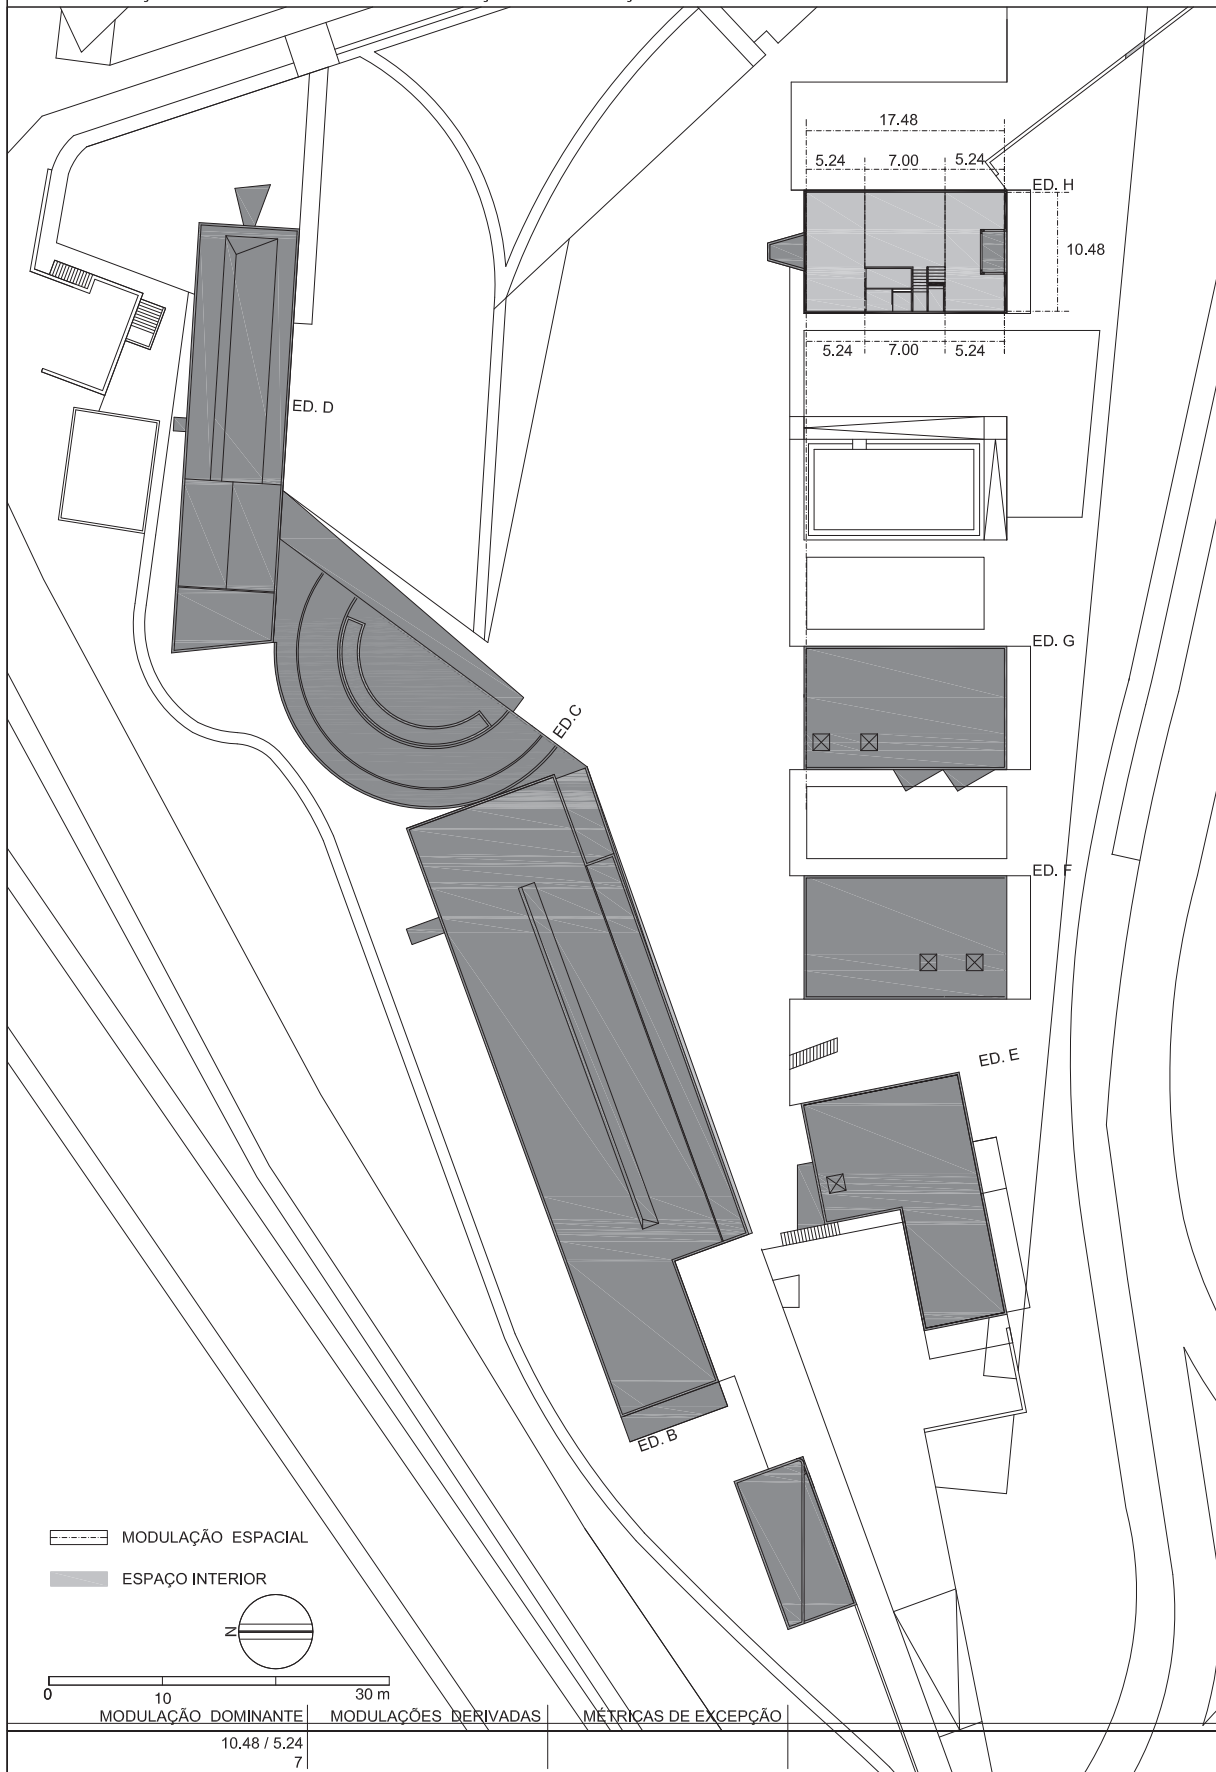 17.48
5.24 7.00 5.24
ED. H
10.48
5.24 7.00 5.24
ED. D
ED. G
ED.C
ED. F
ED. E
ED. B
MODULAÇÃO ESPACIAL
ESPAÇO INTERIOR
N
0 10 30 m
MODULAÇÃO DOMINANTE MODULAÇÕES DERIVADAS MÉTRICAS DE EXCEPÇÃO
10.48 / 5.24
7